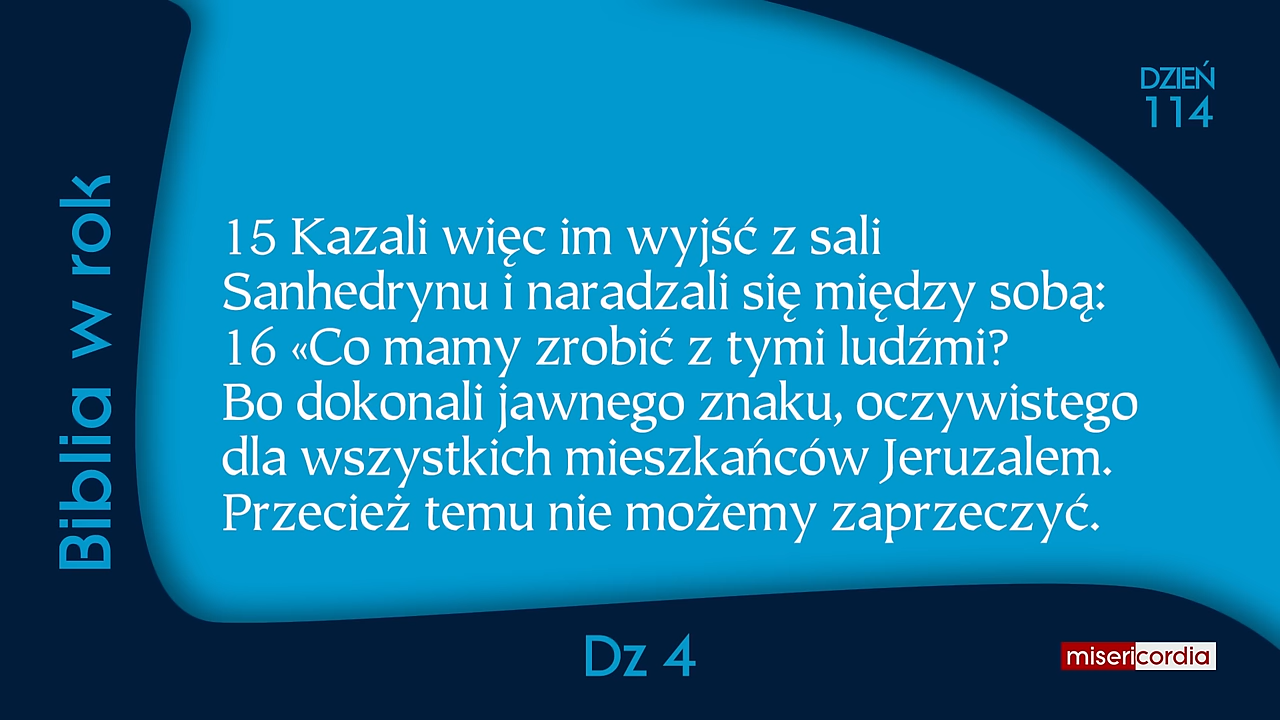 DZIEŃ
114
Biblia w rok
15 Kazali więc im wyjść z sali
Sanhedrynu i naradzali się między sobą:
16 «Co mamy zrobić z tymi ludźmi?
Bo dokonali jawnego znaku, oczywistego
dla wszystkich mieszkańców Jeruzalem.
Przecież temu nie możemy zaprzeczyć.
Dz 4
misericordia